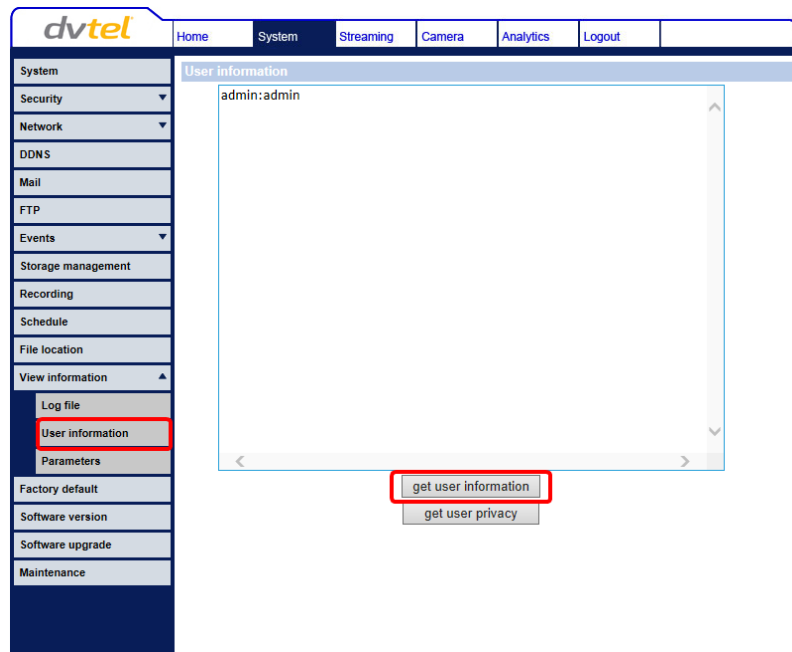 dvtel
Home System Streaming Camera Analytics Logout
System
Security
Network
DDNS
Mail
FTP
Events
Storage management
Recording
Schedule
File location
View information
Log file
User information
Parameters
Factory default
Software version
Software upgrade
Maintenance
User information
admin:admin
get user information
get user privacy